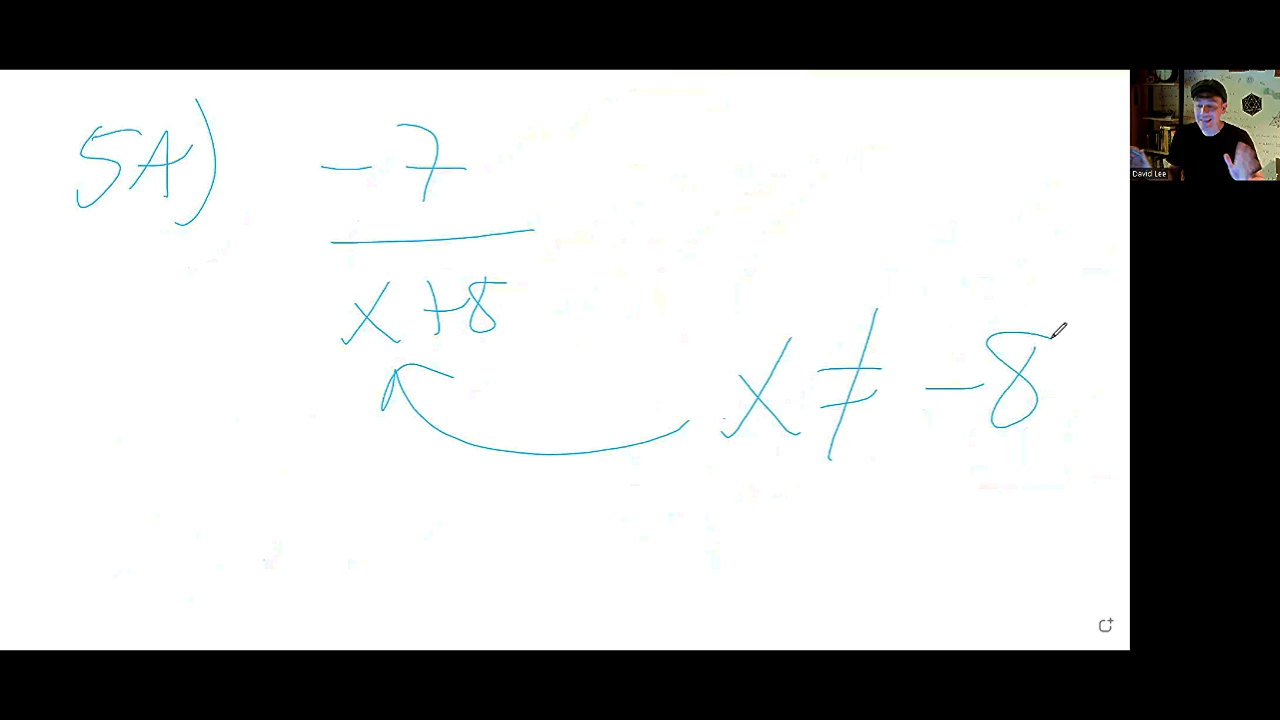 5A) -7
x+8
x ≠ -8
David Lee